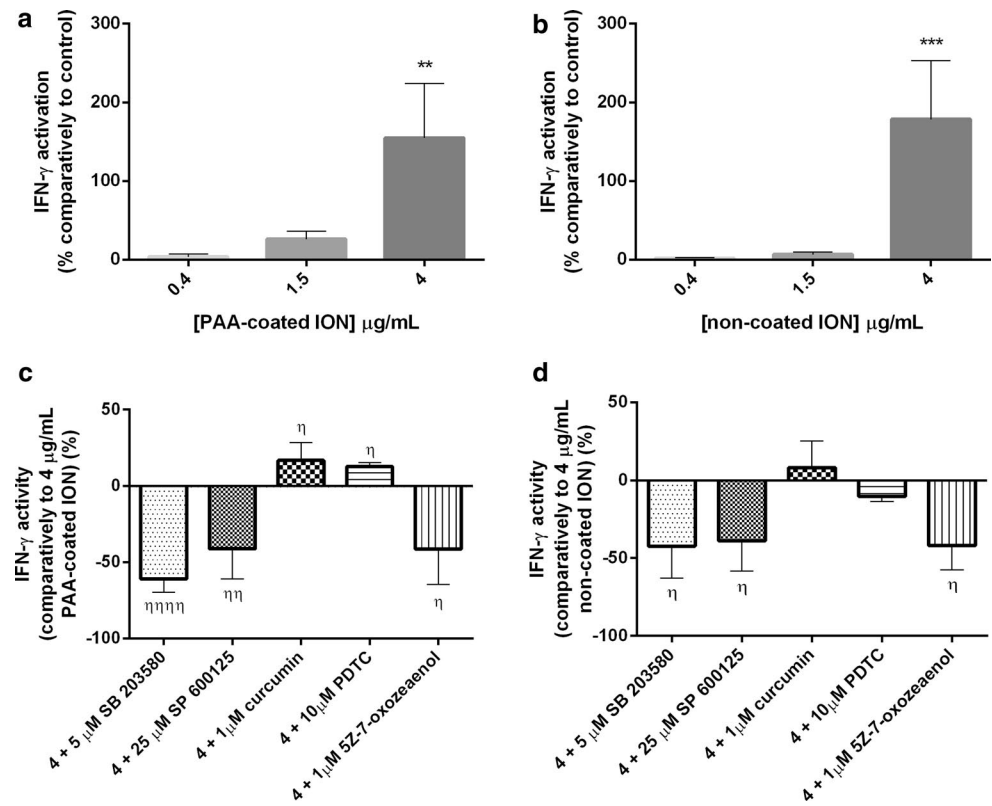 a
IFN-γ activation
(% comparatively to control)
300
200
100
0
**
0.4
1.5
4
[PAA-coated ION] μg/mL
b
IFN-γ activation
(% comparatively to control)
300
200
100
0
***
0.4
1.5
4
[non-coated ION] μg/mL
c
IFN-γ activity
(comparatively to 4 μg/mL
PAA-coated ION) (%)
50
0
-50
-100
ηηηη
ηη
η
η
η
4 + 5 μM SB 203580
4 + 25 μM SP 600125
4 + 1μM curcumin
4 + 10μM PDTC
4 + 1μM 5Z-7-oxozeaenol
d
IFN-γ activity
(comparatively to 4 μg/mL
non-coated ION) (%)
50
0
-50
-100
η
η
η
4 + 5 μM SB 203580
4 + 25 μM SP 600125
4 + 1μM curcumin
4 + 10μM PDTC
4 + 1μM 5Z-7-oxozeaenol